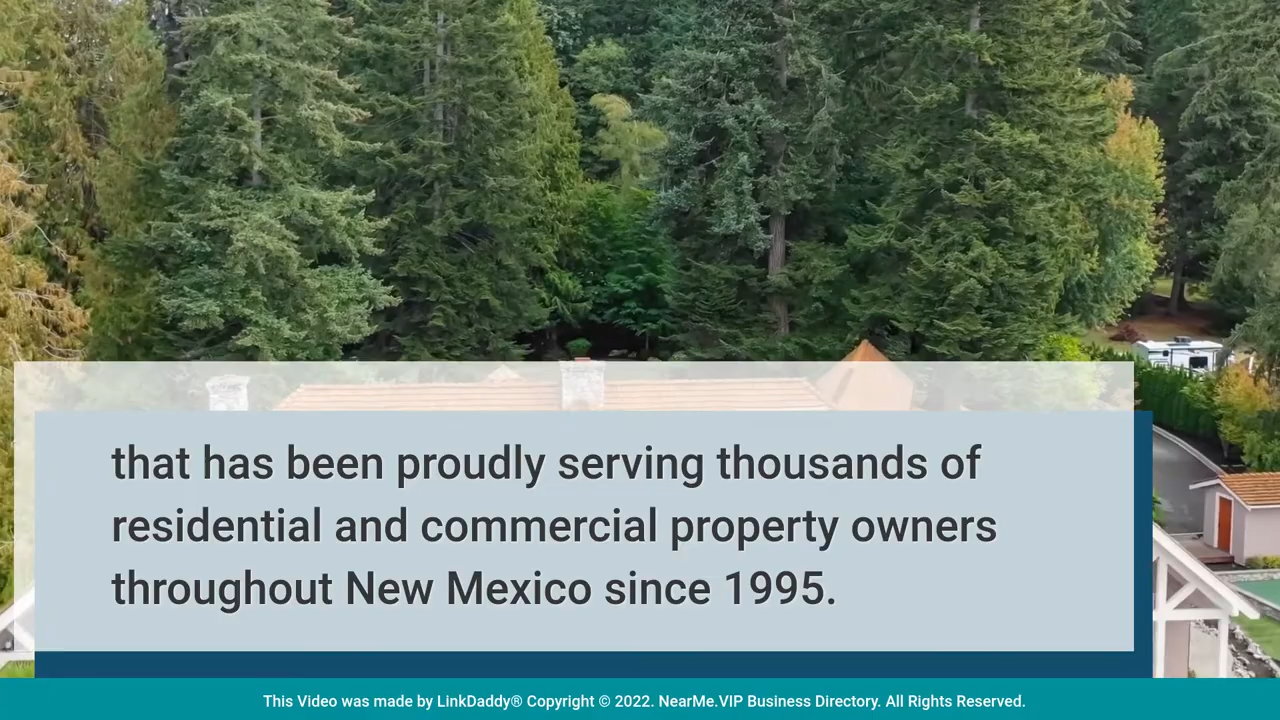 that has been proudly serving thousands of
residential and commercial property owners
throughout New Mexico since 1995.
This Video was made by LinkDaddy® Copyright © 2022. NearMe.VIP Business Directory. All Rights Reserved.